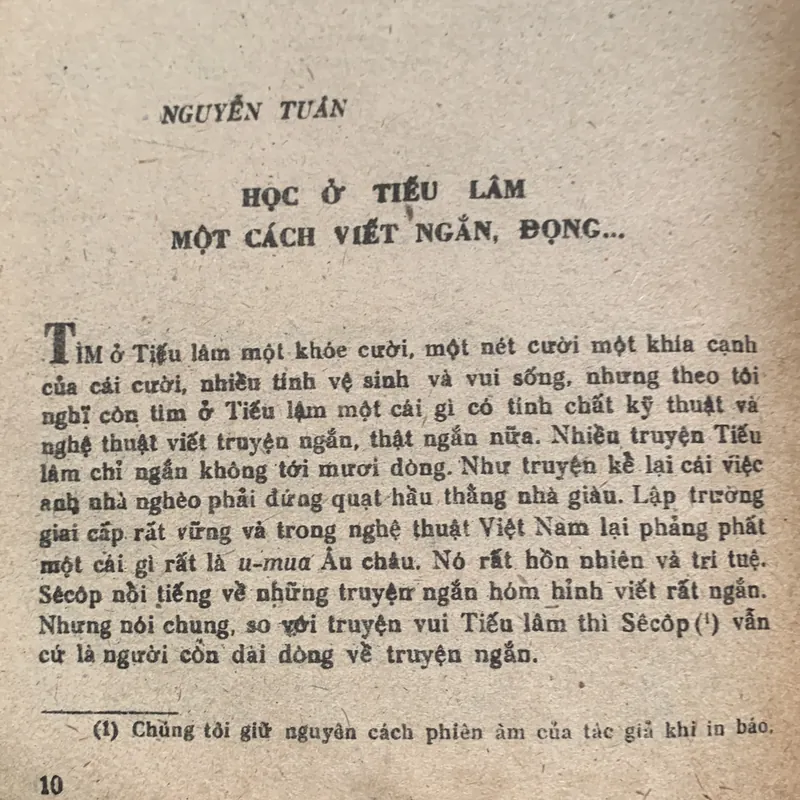 NGUYỄN TUÂN
HỌC Ở TIẾU LÂM
MỘT CÁCH VIẾT NGẮN, ĐỌNG...
TÌM ở Tiếu lâm một khóe cười, một nét cười một khía cạnh
của cái cười, nhiều tính vệ sinh và vui sống, nhưng theo tôi
nghĩ còn tìm ở Tiếu lâm một cái gì có tính chất kỹ thuật và
nghệ thuật viết truyện ngắn, thật ngắn nữa. Nhiều truyện Tiếu
lâm chỉ ngắn không tới mươi dòng. Như truyện kể lại cái việc
anh nhà nghèo phải đứng quạt hầu thằng nhà giàu. Lập trường
giai cấp rất vững và trong nghệ thuật Việt Nam lại phảng phất
một cái gì rất là u-mua Âu châu. Nó rất hồn nhiên và trí tuệ.
Sêcôp nổi tiếng về những truyện ngắn hóm hỉnh viết rất ngắn.
Nhưng nói chung, so với truyện vui Tiếu lâm thì Sêcôp(¹) vẫn
cứ là người còn dài dòng về truyện ngắn.
(1) Chúng tôi giữ nguyên cách phiên âm của tác giả khi in báo.
10